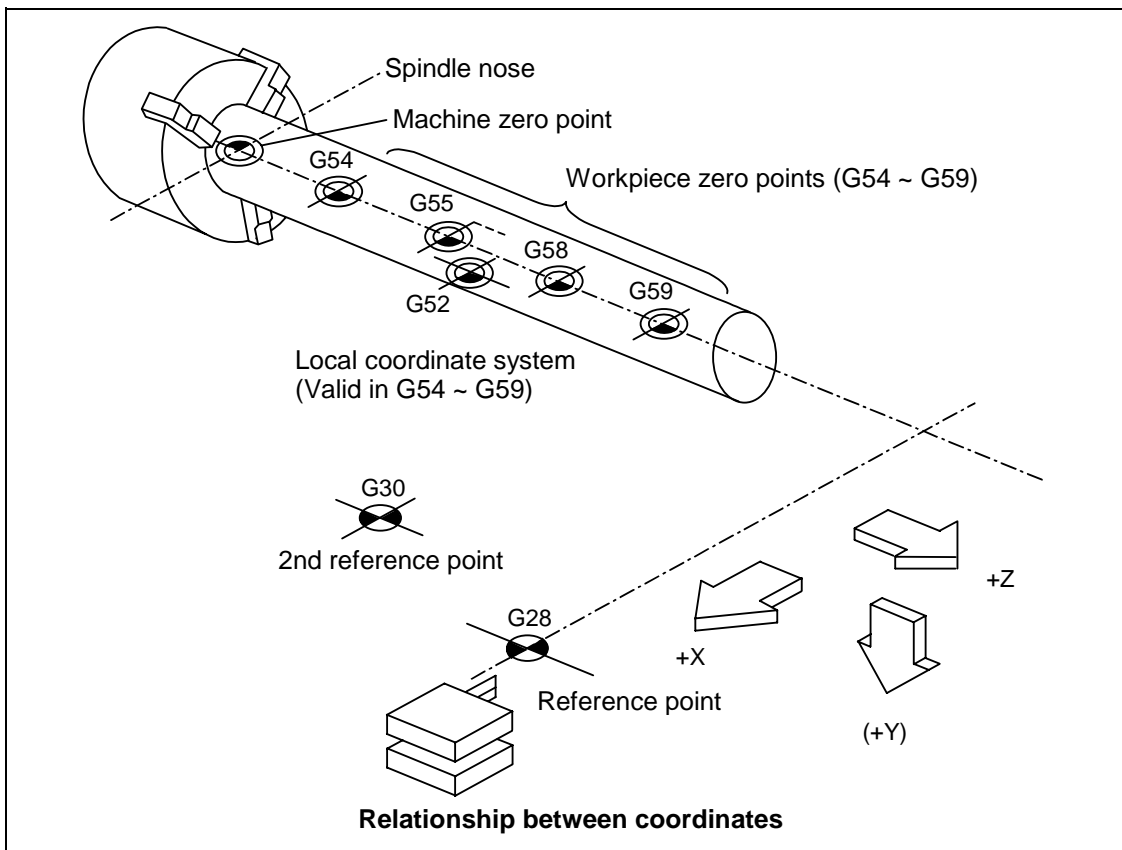 Spindle nose
Machine zero point
G54
Workpiece zero points (G54 ~ G59)
G55
G58
G52
G59
Local coordinate system
(Valid in G54 ~ G59)
G30
2nd reference point
+Z
G28
+X
Reference point
(+Y)
Relationship between coordinates